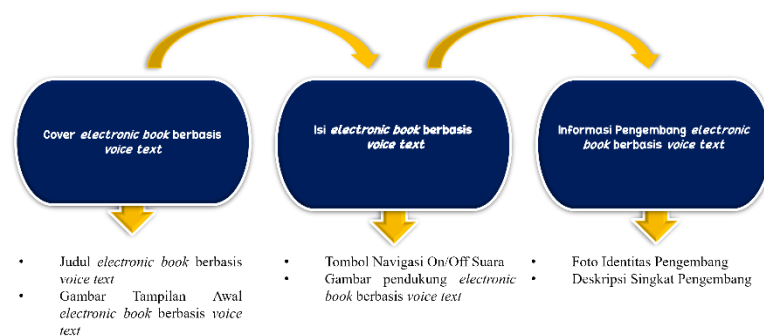 Cover electronic book berbasis
voice text
Isi electronic book berbasis
voice text
Informasi Pengembang electronic
book berbasis voice text
• Judul electronic book berbasis
voice text
• Gambar Tampilan Awal
electronic book berbasis voice
text
• Tombol Navigasi On/Off Suara
• Gambar pendukung electronic
book berbasis voice text
• Foto Identitas Pengembang
• Deskripsi Singkat Pengembang